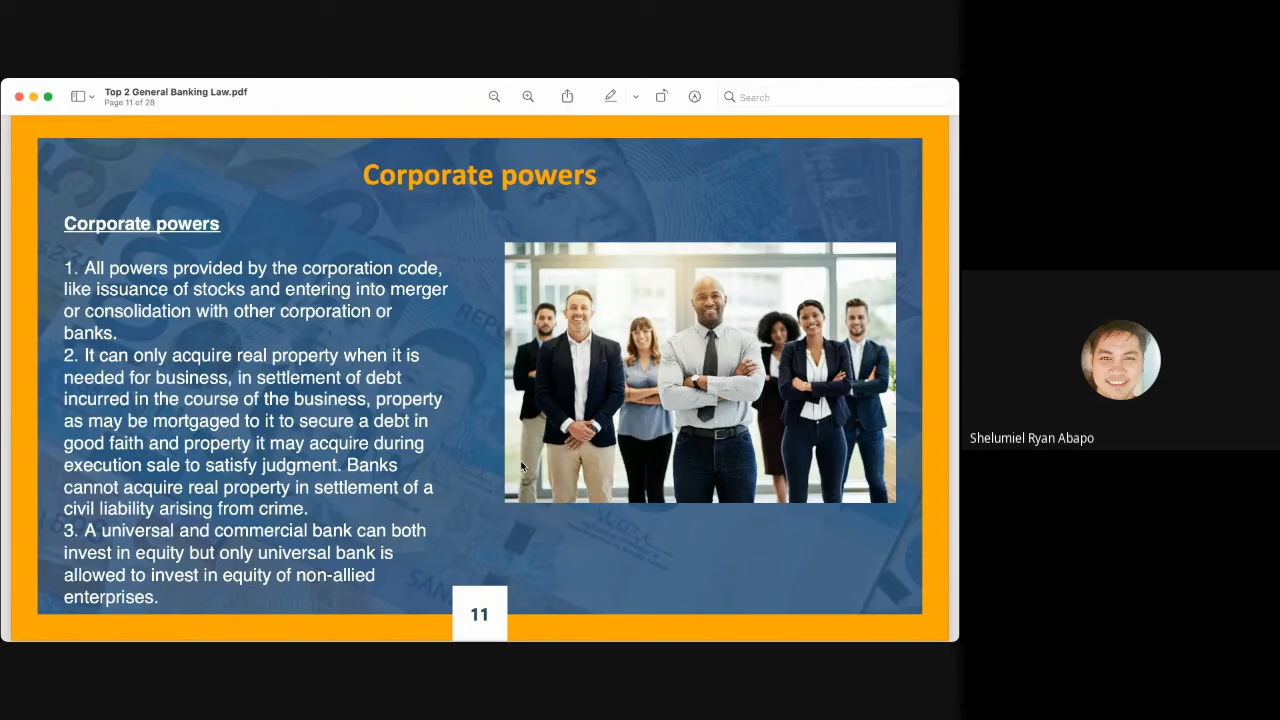 Top 2 General Banking Law.pdf
Page 11 of 28
Search
Corporate powers
Corporate powers
1. All powers provided by the corporation code,
like issuance of stocks and entering into merger
or consolidation with other corporation or
banks.
2. It can only acquire real property when it is
needed for business, in settlement of debt
incurred in the course of the business, property
as may be mortgaged to it to secure a debt in
good faith and property it may acquire during
execution sale to satisfy judgment. Banks
cannot acquire real property in settlement of a
civil liability arising from crime.
3. A universal and commercial bank can both
invest in equity but only universal bank is
allowed to invest in equity of non-allied
enterprises.
11
Shelumiel Ryan Abapo